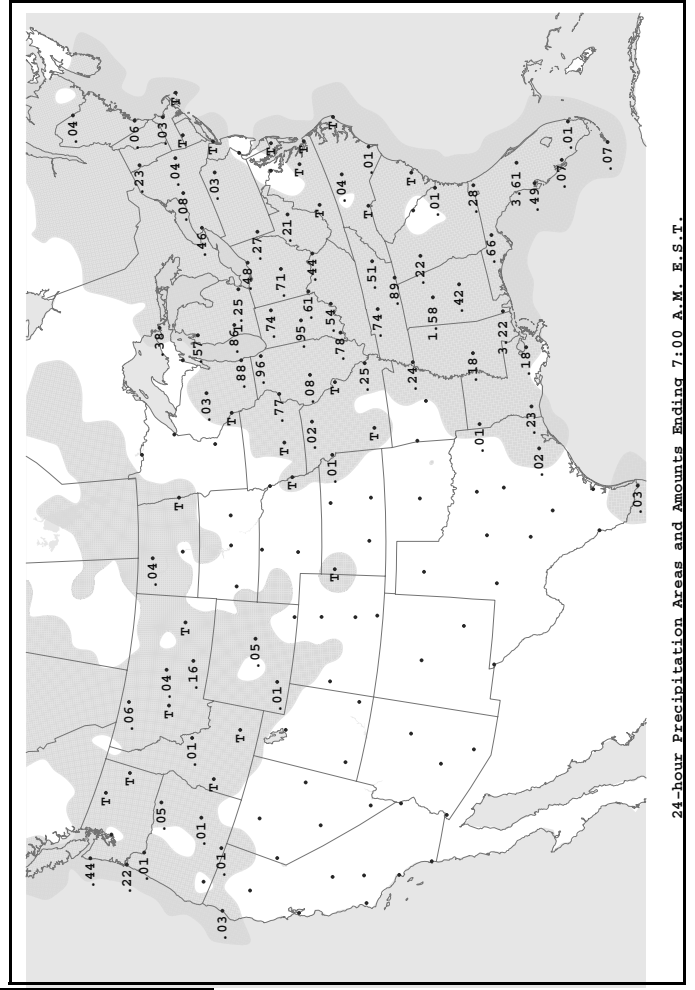 .04
.44
T
.22
T
.06
.06
.23
.01
.04
.38
.05
.03
.04
T
.04
T
T
.08
T
T
.01
.16
.57
.46
.01
.03
T
.03
T
.03
.01
T
.86
1.25
T
.88
.48
.05
.27
.96
.74
T
.01
.77
.71
T
.21
T
.95
T
T
.61
.02
.08
.44
T
.54
.01
T
T
T
.78
.04
.25
T
.01
T
.74
.51
.89
.24
T
.22
1.58
.01
.42
.18
.28
.01
.66
3.22
3.61
.18
.23
.49
.02
.07
.01
.07
.03
24-hour Precipitation Areas and Amounts Ending 7:00 A.M. E.S.T.